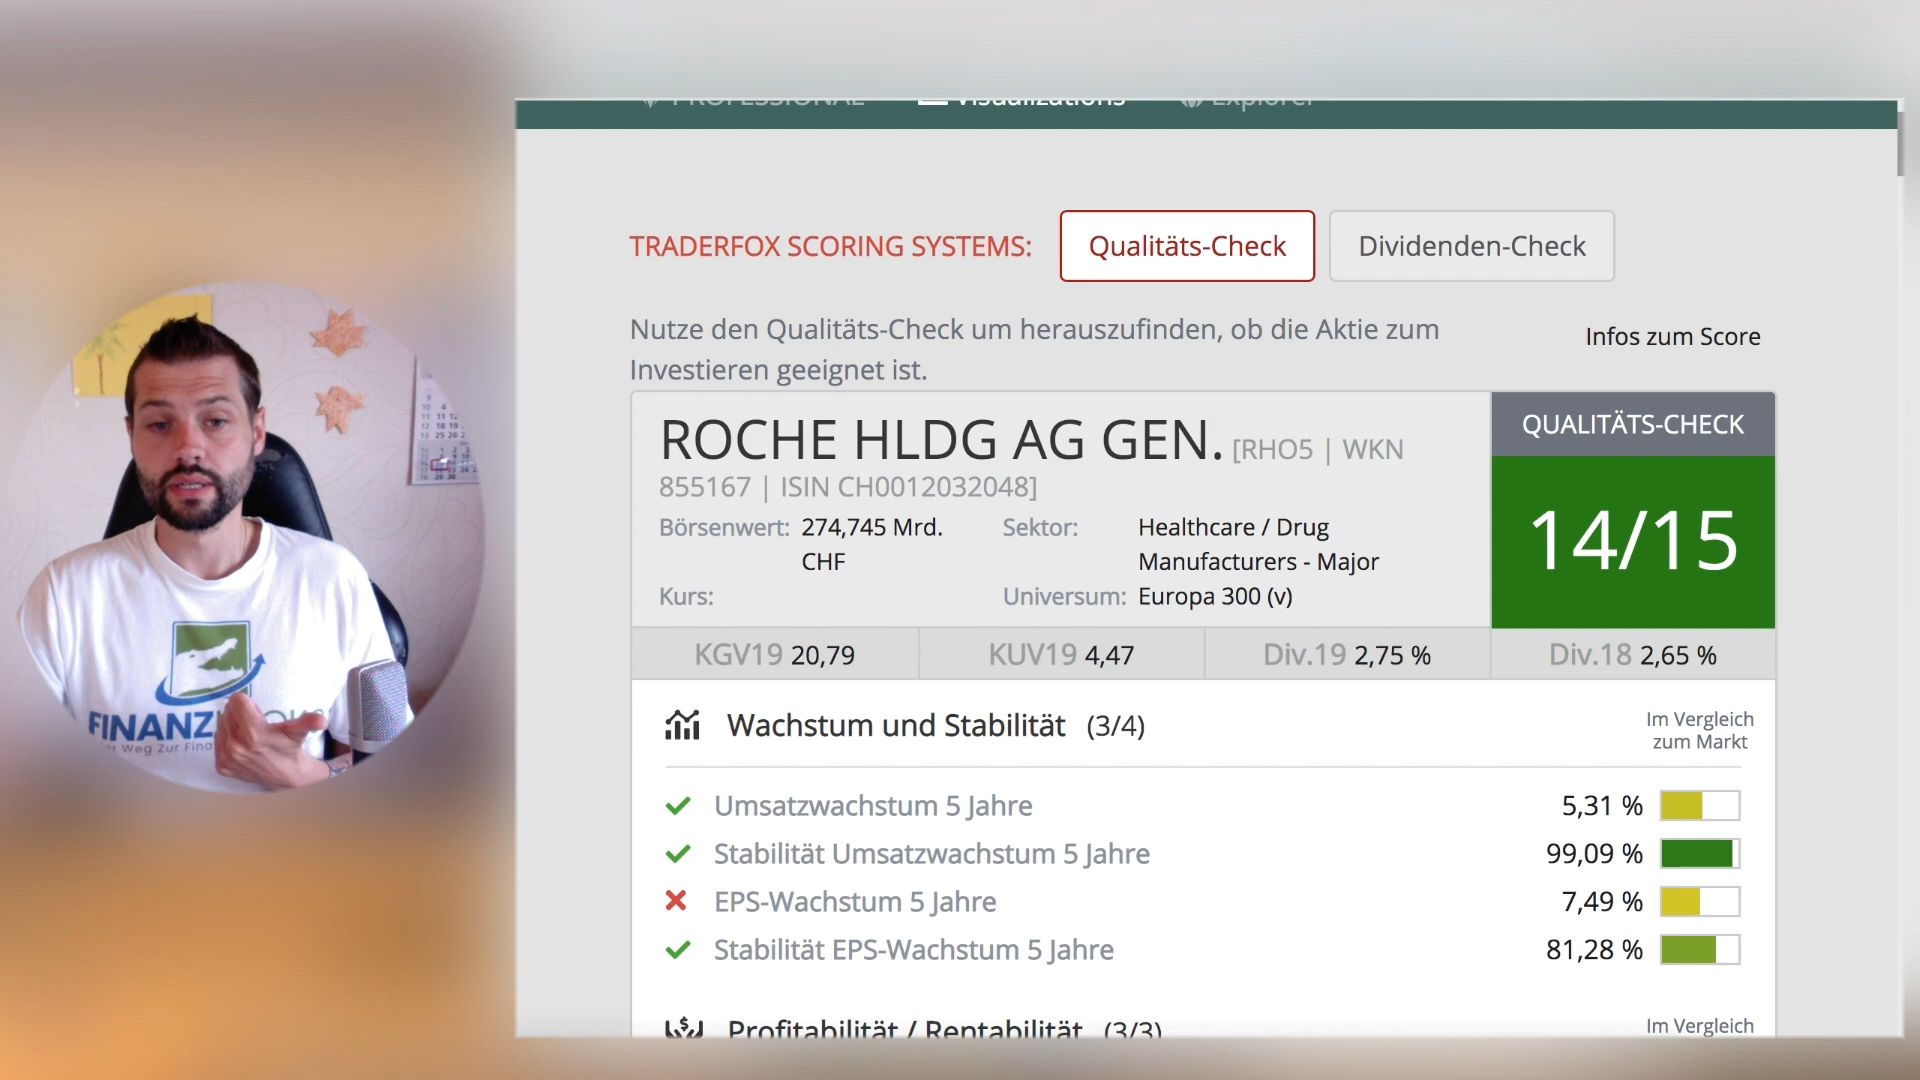 PROFESSIONAL
Visualizations
Explorer
TRADERFOX SCORING SYSTEMS:
Qualitäts-Check
Dividenden-Check
Nutze den Qualitäts-Check um herauszufinden, ob die Aktie zum
Investieren geeignet ist.
Infos zum Score
ROCHE HLDG AG GEN. [RHO5 | WKN
855167 | ISIN CH0012032048]
QUALITÄTS-CHECK
14/15
Börsenwert: 274,745 Mrd.
CHF
Sektor: Healthcare / Drug
Manufacturers - Major
Kurs:
Universum: Europa 300 (v)
KGV19 20,79
KUV19 4,47
Div.19 2,75 %
Div.18 2,65 %
Wachstum und Stabilität (3/4)
Im Vergleich
zum Markt
Umsatzwachstum 5 Jahre 5,31 %
Stabilität Umsatzwachstum 5 Jahre 99,09 %
EPS-Wachstum 5 Jahre 7,49 %
Stabilität EPS-Wachstum 5 Jahre 81,28 %
Profitabilität / Rentabilität (3/3)
Im Vergleich
FINANZ
Weg Zur